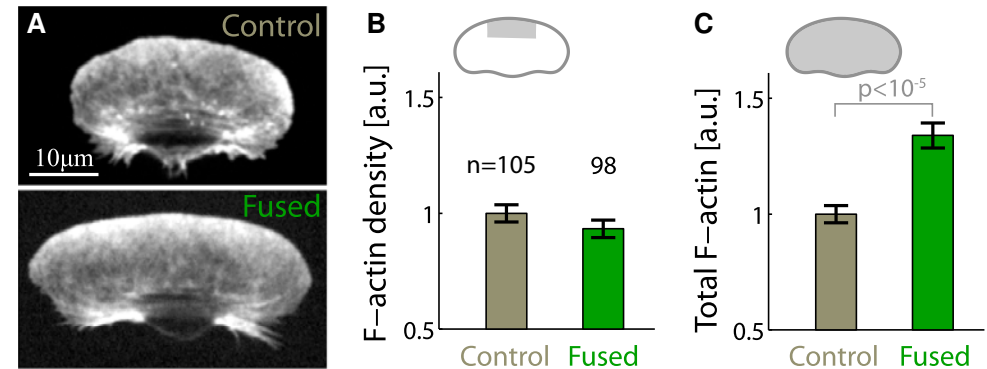 A
Control
10μm
Fused
B
F−actin density [a.u.]
1.5
1
0.5
n=105
98
Control
Fused
C
Total F−actin [a.u.]
1.5
1
0.5
p<10⁻⁵
Control
Fused